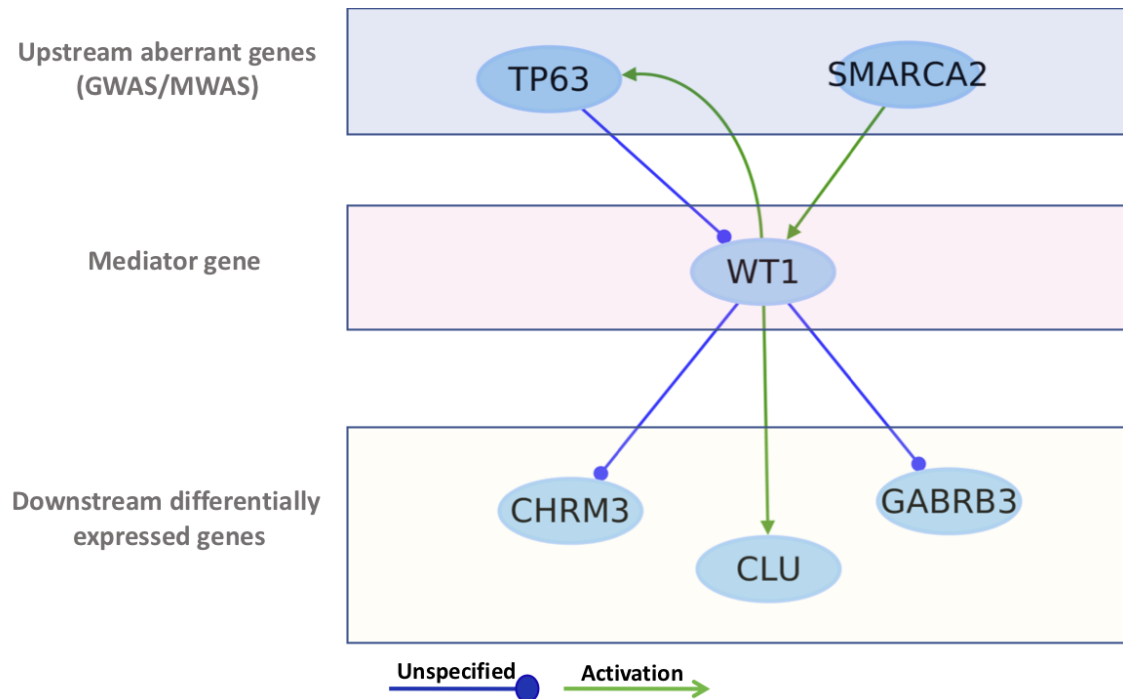 Upstream aberrant genes
(GWAS/MWAS)
TP63
SMARCA2
Mediator gene
WT1
Downstream differentially
expressed genes
CHRM3
GABRB3
CLU
Unspecified
Activation